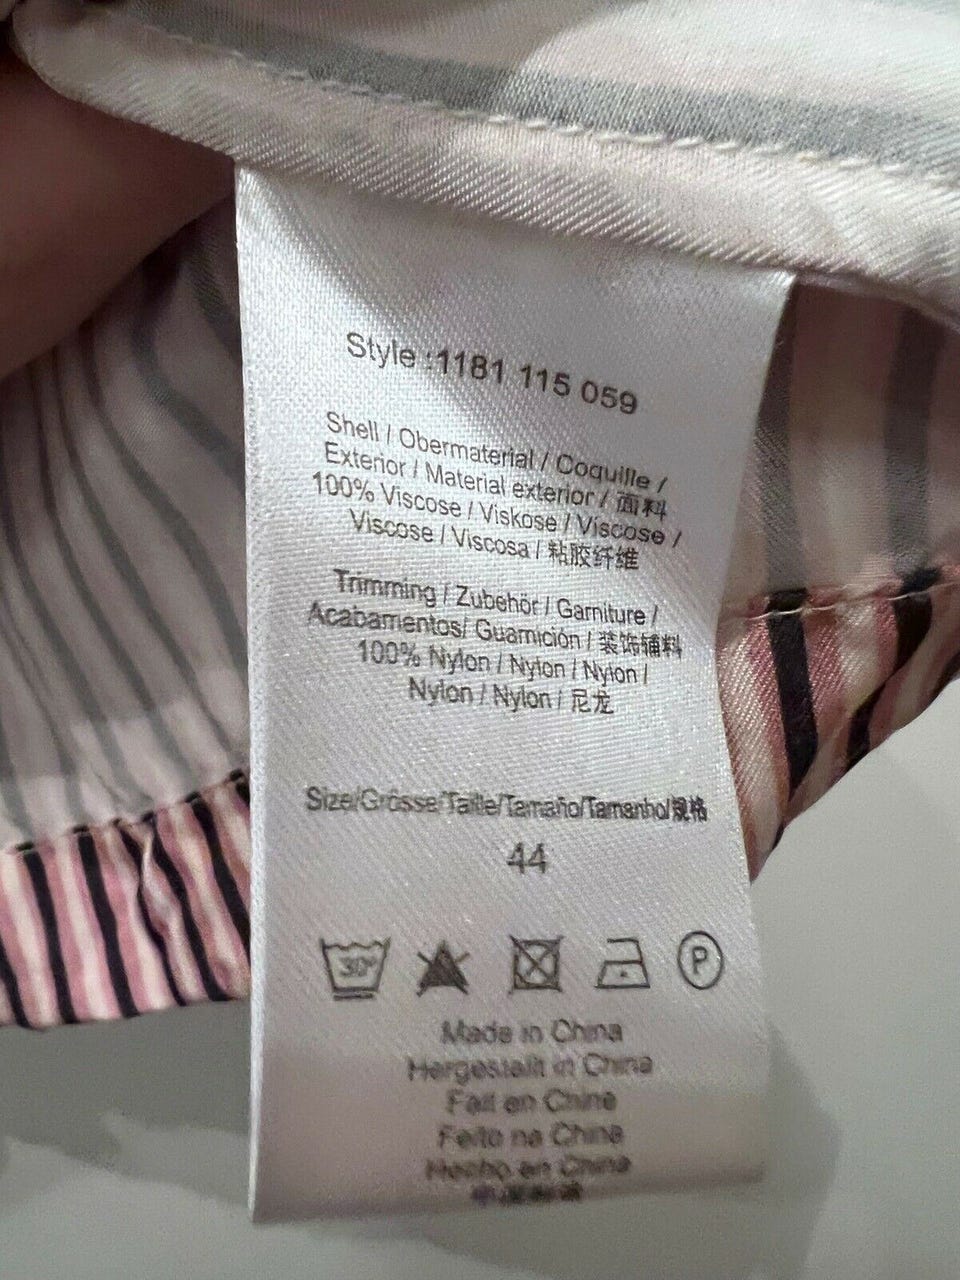 Style :1181 115 059
Shell / Obermaterial / Coquille /
Exterior / Material exterior / 面料
100% Viscose / Viskose / Viscose /
Viscose / Viscosa / 粘胶纤维
Trimming / Zubehör / Garniture /
Acabamentos/ Guarnición / 装饰辅料
100% Nylon / Nylon / Nylon /
Nylon / Nylon / 尼龙
Size/Grösse/Taille/Tamaño/Tamanho/规格
44
30°
P
Made in China
Hergestellt in China
Fait en Chine
Feito na China
Hecho en China